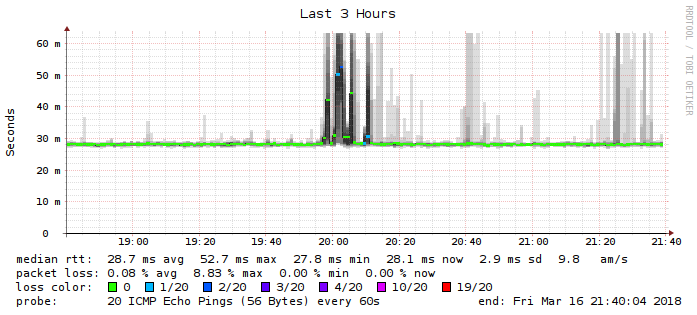 Last 3 Hours
RRDTOOL / TOBI OETIKER
Seconds
60 m
50 m
40 m
30 m
20 m
10 m
0
19:00 19:20 19:40 20:00 20:20 20:40 21:00 21:20 21:40
median rtt: 28.7 ms avg 52.7 ms max 27.8 ms min 28.1 ms now 2.9 ms sd 9.8 am/s
packet loss: 0.08 % avg 8.83 % max 0.00 % min 0.00 % now
loss color: 0 1/20 2/20 3/20 4/20 10/20 19/20
probe: 20 ICMP Echo Pings (56 Bytes) every 60s end: Fri Mar 16 21:40:04 2018